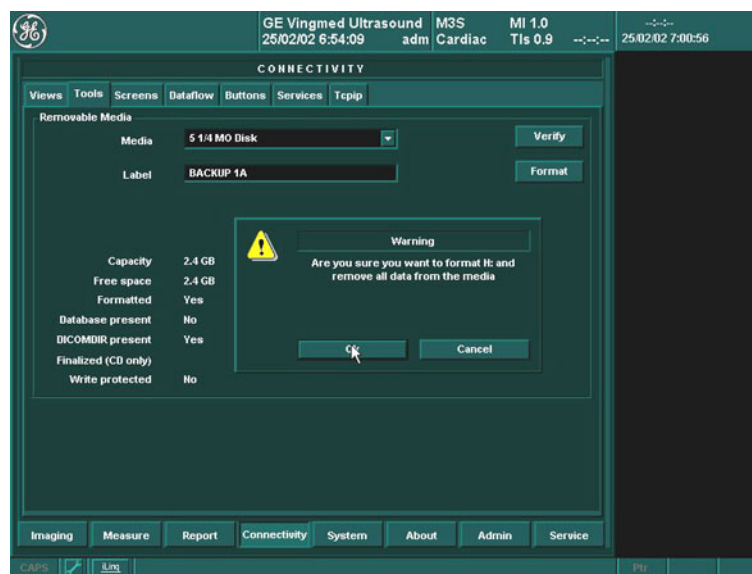 GE Vingmed Ultrasound M3S MI 1.0 --:--:--
25/02/02 6:54:09 adm Cardiac TIs 0.9 --:--:-- 25/02/02 7:00:56
CONNECTIVITY
Views Tools Screens Dataflow Buttons Services Tcpip
Removable Media
Media 5 1/4 MO Disk Verify
Label BACKUP 1A Format
Warning
Are you sure you want to format H: and
remove all data from the media
Ok Cancel
Capacity 2.4 GB
Free space 2.4 GB
Formatted Yes
Database present No
DICOMDIR present Yes
Finalized (CD only)
Write protected No
Imaging Measure Report Connectivity System About Admin Service
CAPS iLinq Ptr